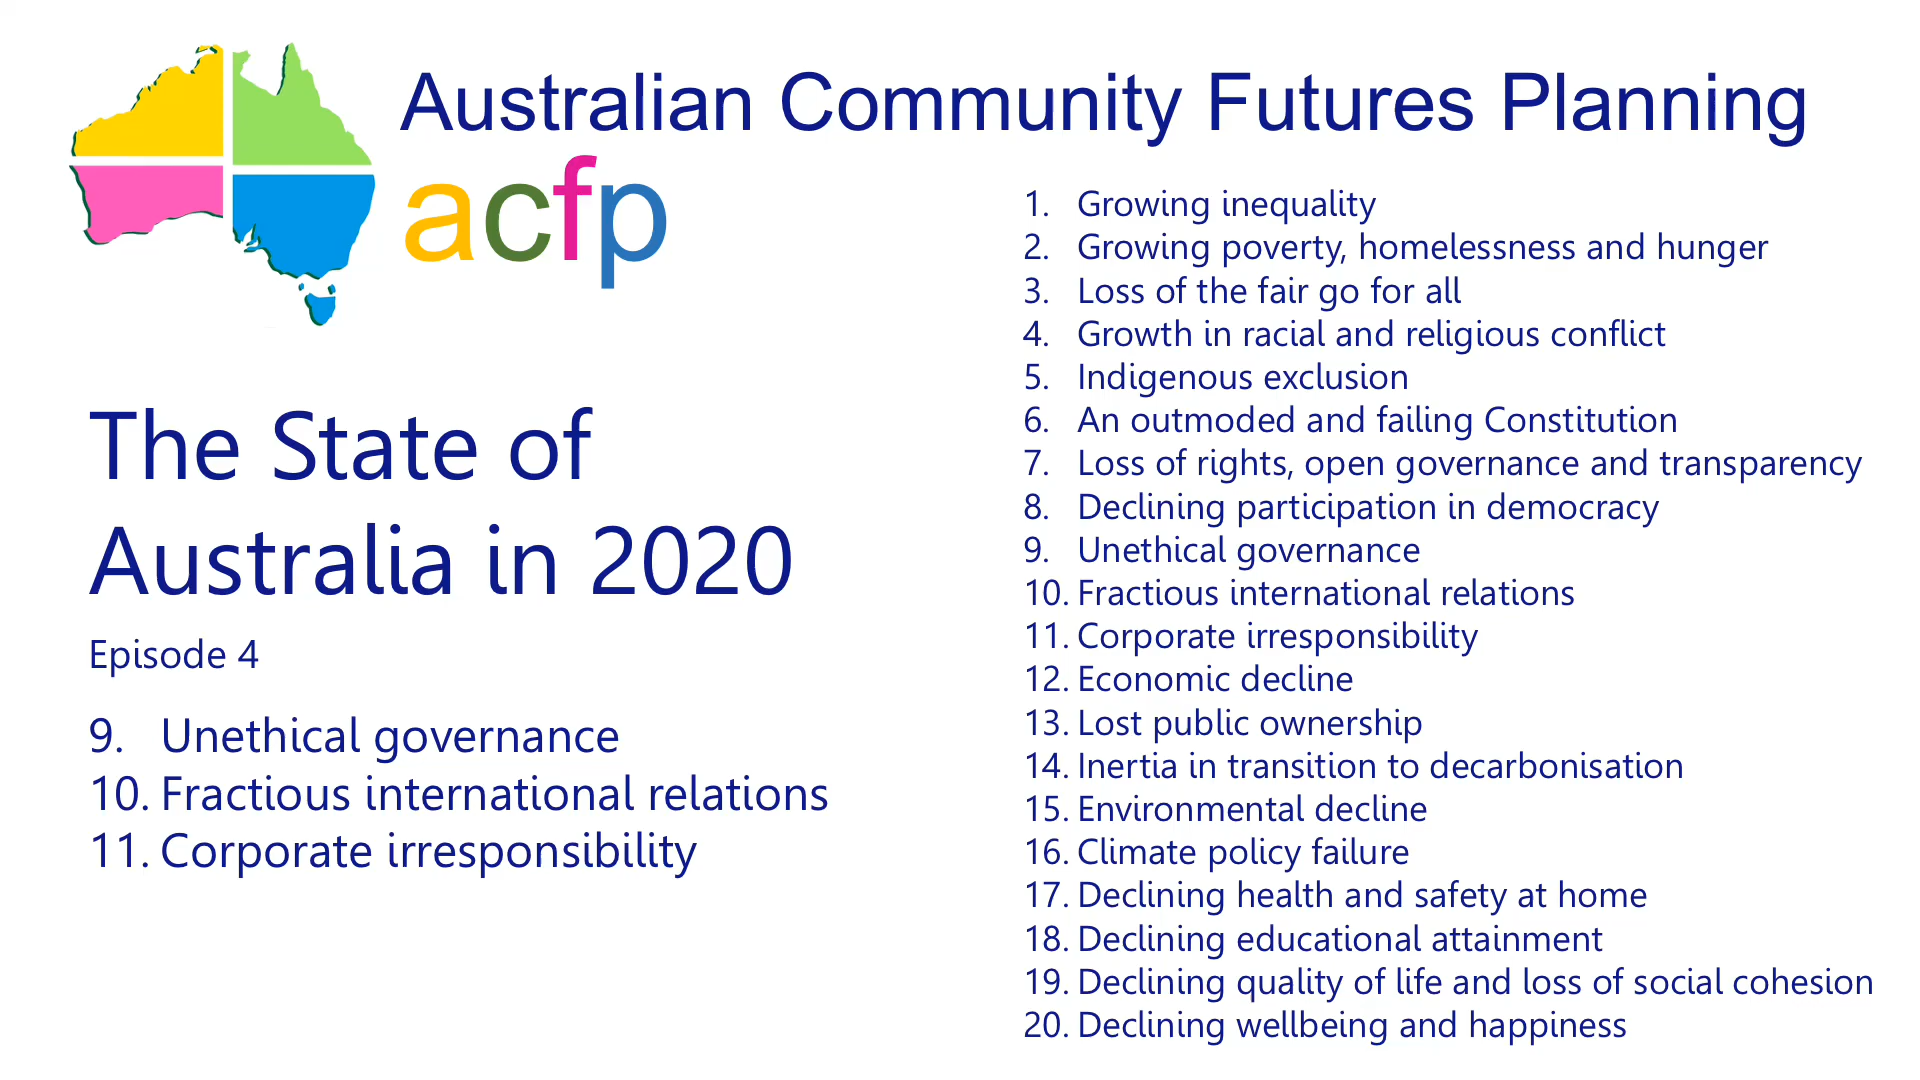 Australian Community Futures Planning
acfp
The State of
Australia in 2020
Episode 4
9. Unethical governance
10. Fractious international relations
11. Corporate irresponsibility
1. Growing inequality
2. Growing poverty, homelessness and hunger
3. Loss of the fair go for all
4. Growth in racial and religious conflict
5. Indigenous exclusion
6. An outmoded and failing Constitution
7. Loss of rights, open governance and transparency
8. Declining participation in democracy
9. Unethical governance
10. Fractious international relations
11. Corporate irresponsibility
12. Economic decline
13. Lost public ownership
14. Inertia in transition to decarbonisation
15. Environmental decline
16. Climate policy failure
17. Declining health and safety at home
18. Declining educational attainment
19. Declining quality of life and loss of social cohesion
20. Declining wellbeing and happiness